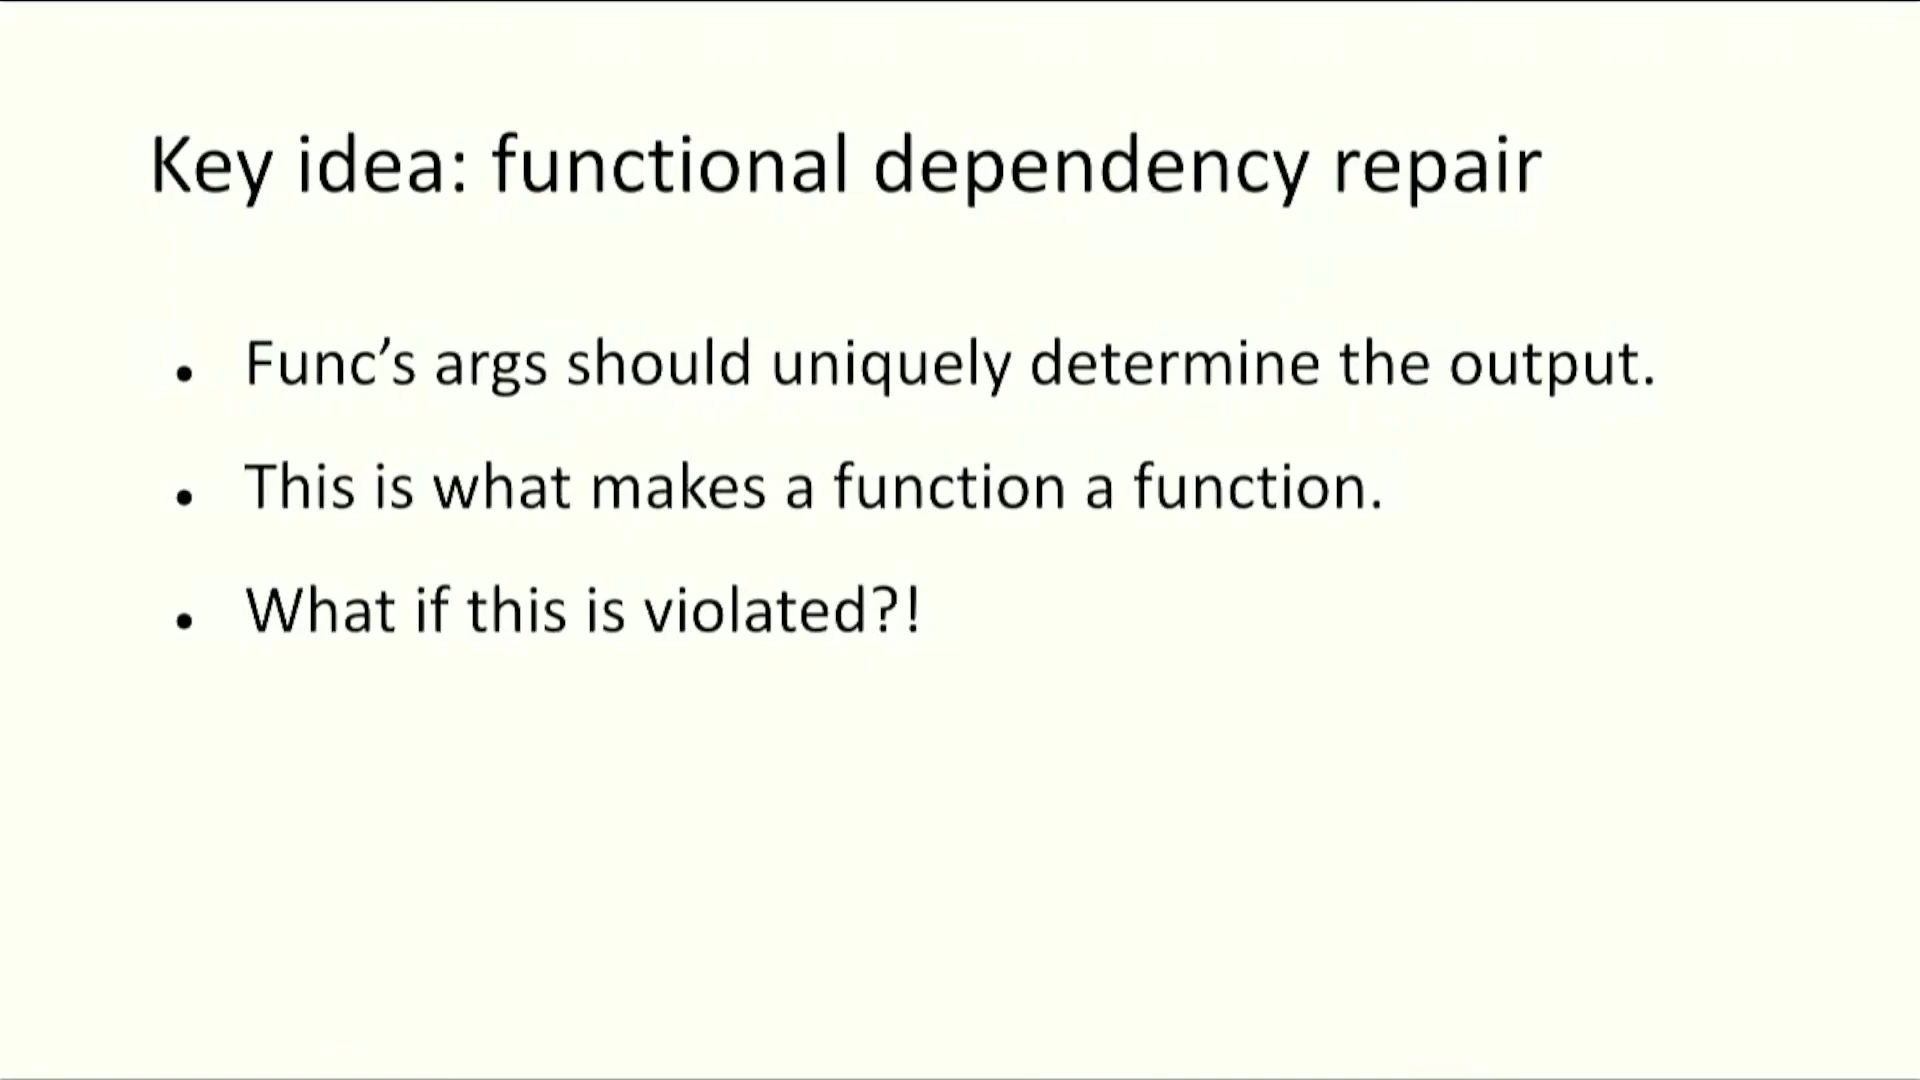 Key idea: functional dependency repair
• Func’s args should uniquely determine the output.
• This is what makes a function a function.
• What if this is violated?!